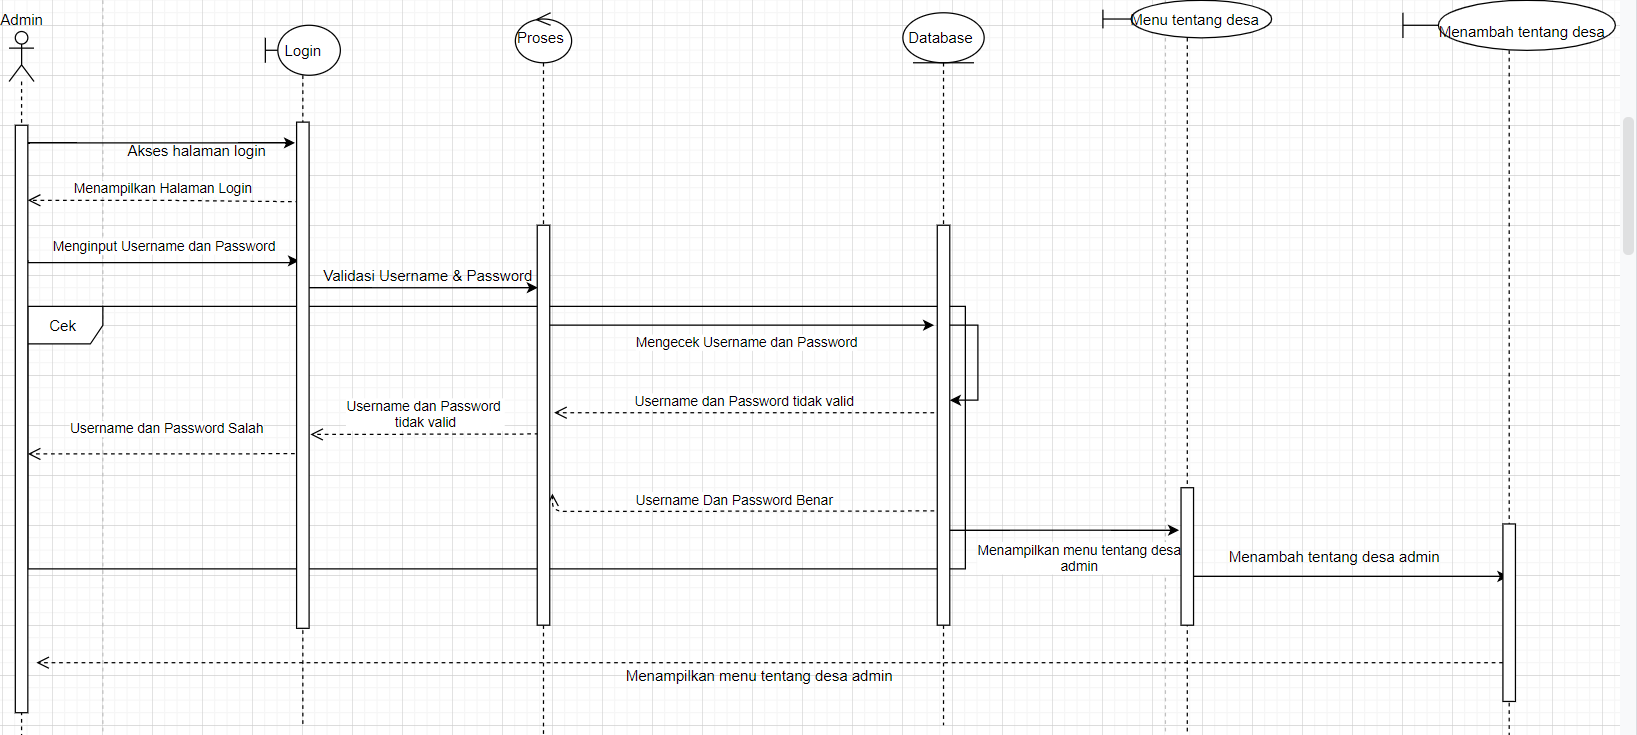 Admin
Login
Proses
Database
Menu tentang desa
Menambah tentang desa
Akses halaman login
Menampilkan Halaman Login
Menginput Username dan Password
Validasi Username & Password
Cek
Mengecek Username dan Password
Username dan Password tidak valid
Username dan Password
tidak valid
Username dan Password Salah
Username Dan Password Benar
Menampilkan menu tentang desa
admin
Menambah tentang desa admin
Menampilkan menu tentang desa admin